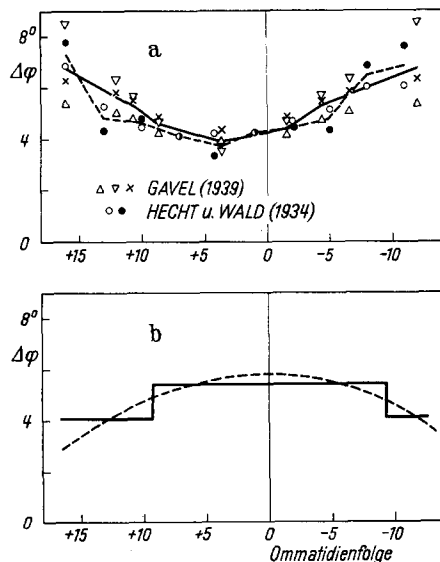 a
8°
Δφ
4
0
△ ▽ × GAVEL (1939)
○ ● HECHT u. WALD (1934)
+15 +10 +5 0 -5 -10
b
8°
Δφ
4
0
+15 +10 +5 0 -5 -10
Ommatidienfolge